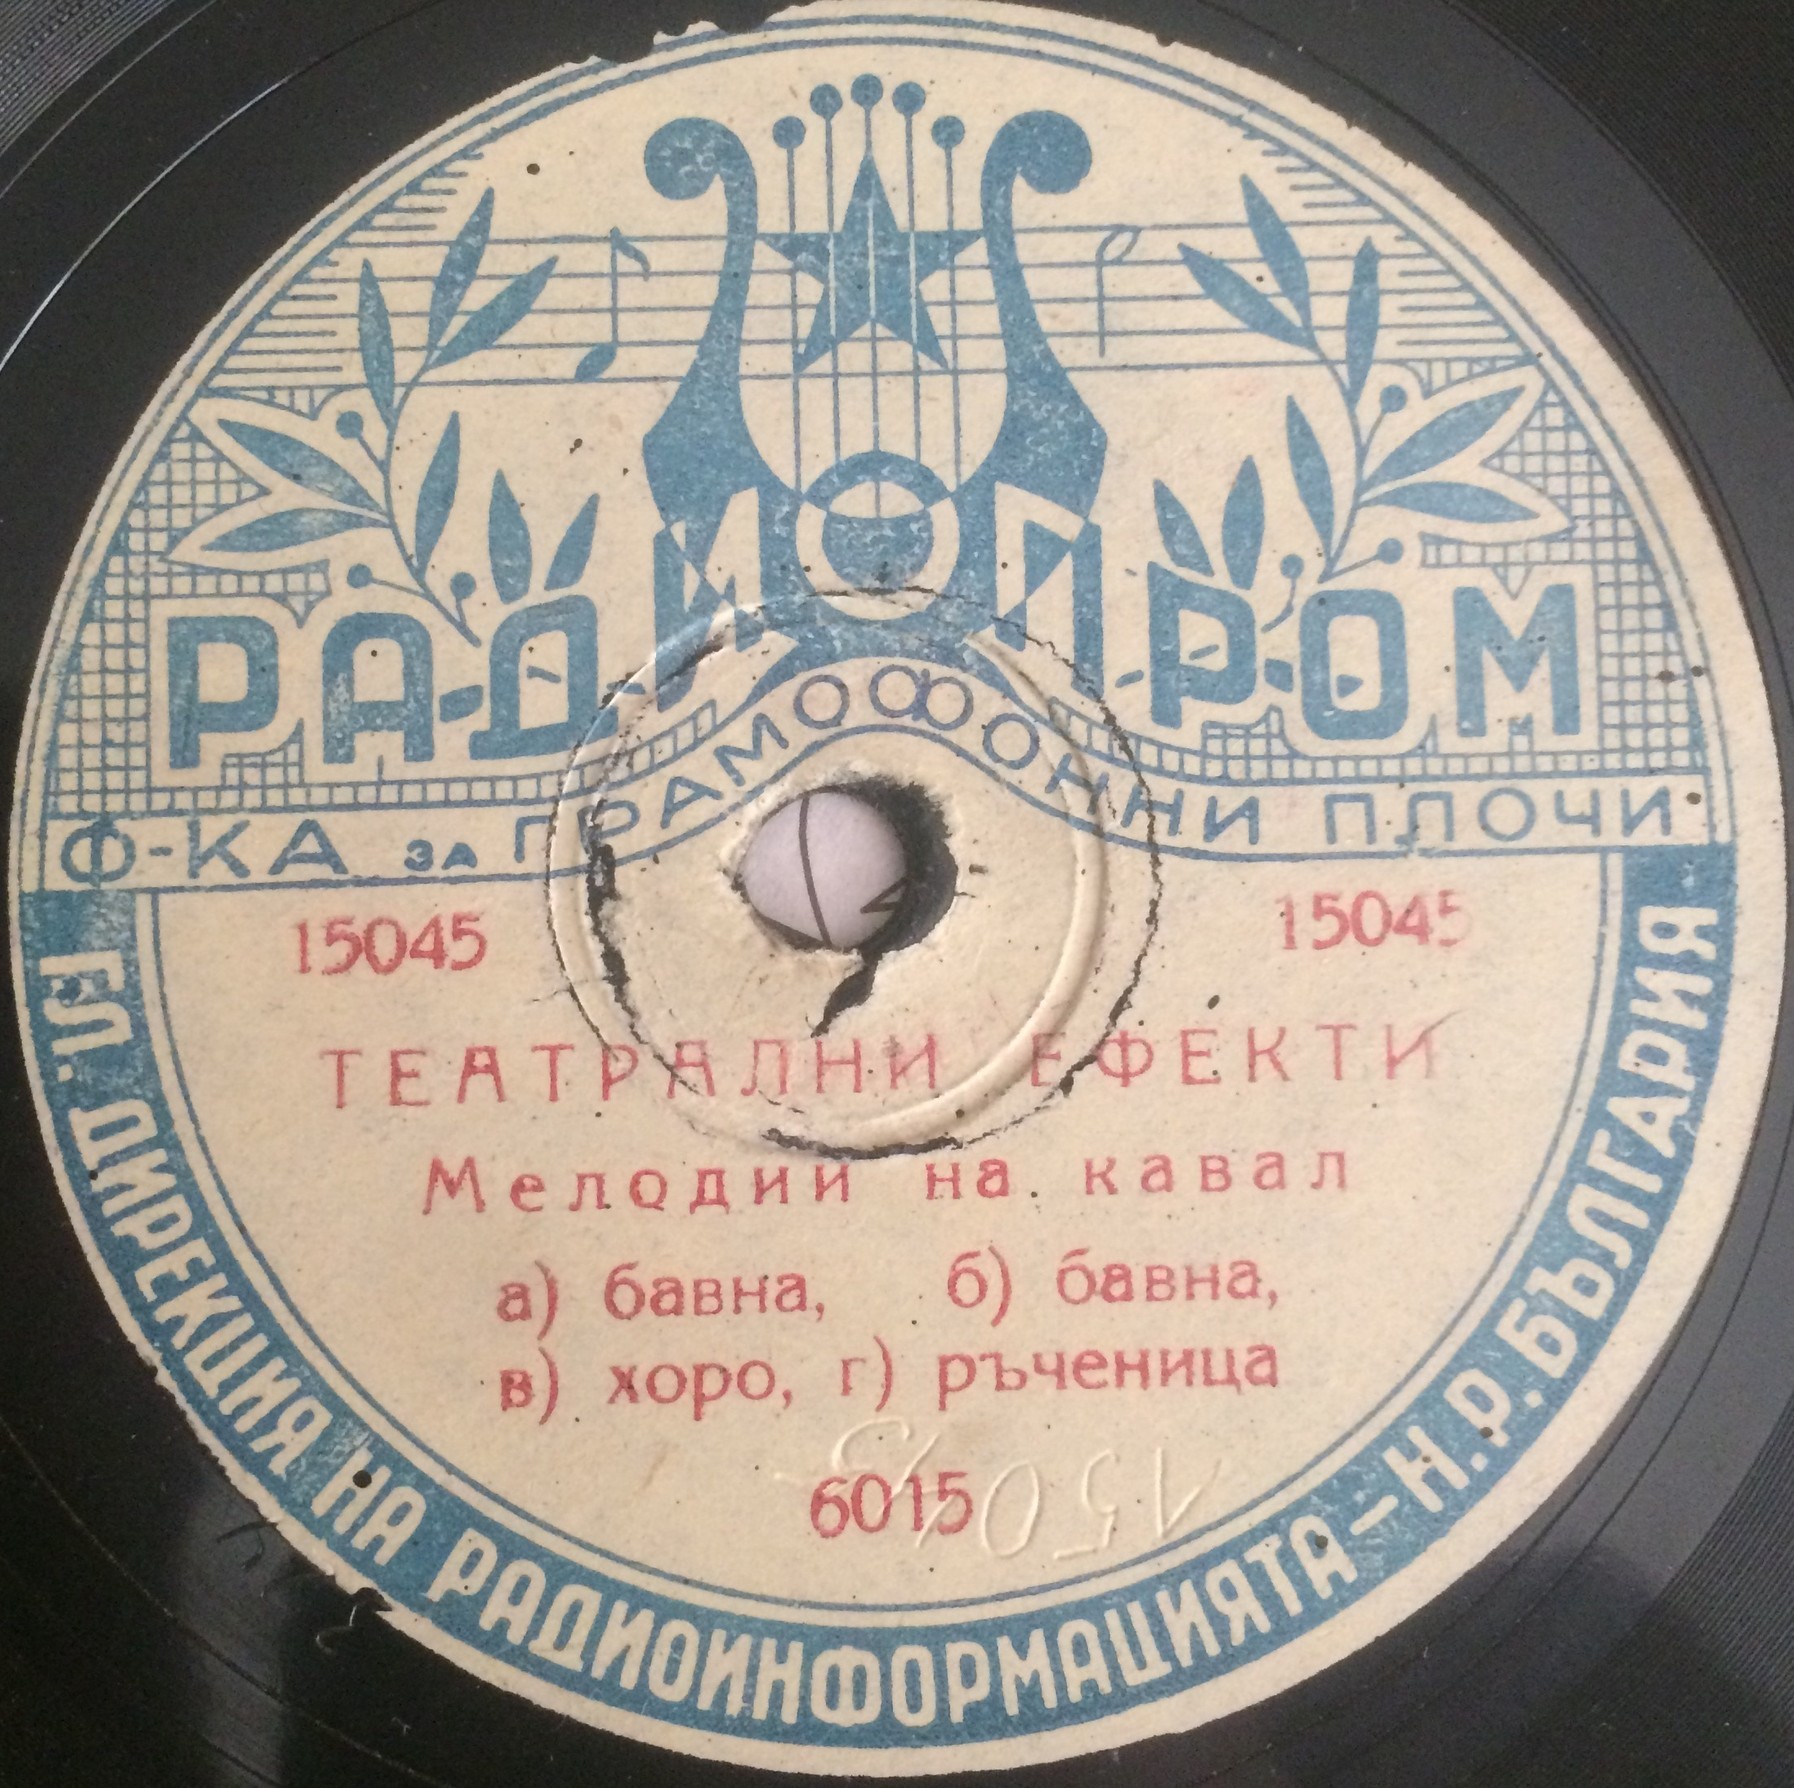 РАДИОПРОМ
Ф-КА ЗА ГРАМОФОННИ ПЛОЧИ
15045 15045
ТЕАТРАЛНИ ЕФЕКТИ
Мелодии на кавал
а) бавна, б) бавна,
в) хоро, г) ръченица
6015
ГЛ. ДИРЕКЦИЯ НА РАДИОИНФОРМАЦИЯТА – Н.Р. БЪЛГАРИЯ